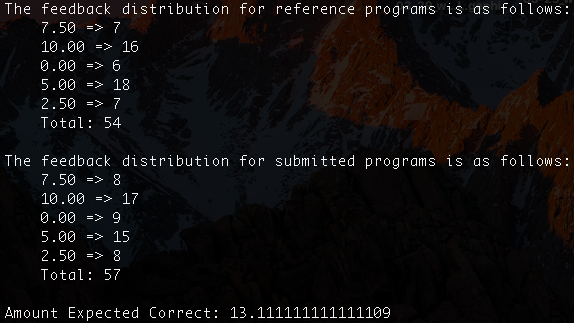 The feedback distribution for reference programs is as follows:
7.50 => 7
10.00 => 16
0.00 => 6
5.00 => 18
2.50 => 7
Total: 54
The feedback distribution for submitted programs is as follows:
7.50 => 8
10.00 => 17
0.00 => 9
5.00 => 15
2.50 => 8
Total: 57
Amount Expected Correct: 13.111111111111109